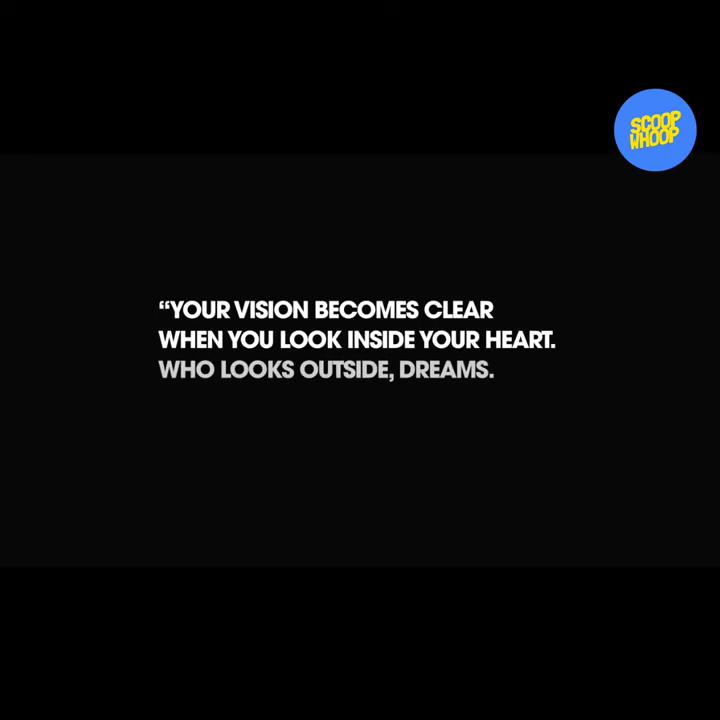 SCOOP
WHOOP
“YOUR VISION BECOMES CLEAR
WHEN YOU LOOK INSIDE YOUR HEART.
WHO LOOKS OUTSIDE, DREAMS.